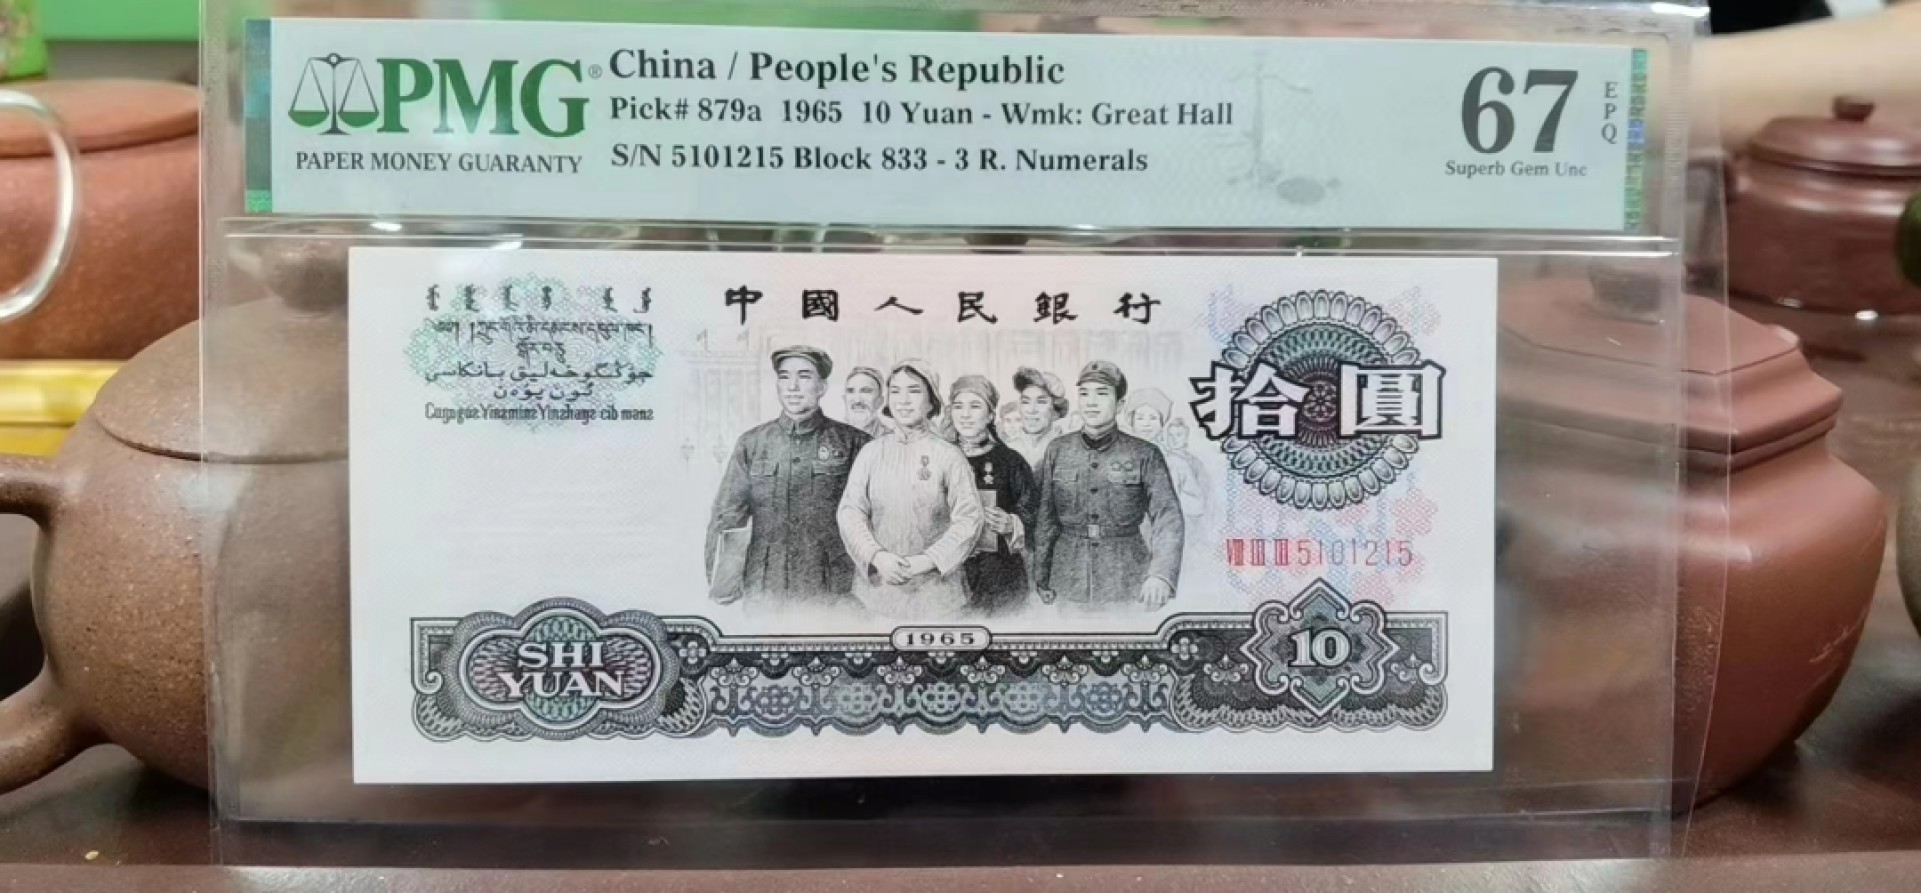 PMG®
PAPER MONEY GUARANTY
China / People's Republic
Pick# 879a 1965 10 Yuan - Wmk: Great Hall
S/N 5101215 Block 833 - 3 R. Numerals
67
EPQ
Superb Gem Unc
中國人民銀行
拾圓
VIII III III 5101215
1965
SHI
YUAN
10